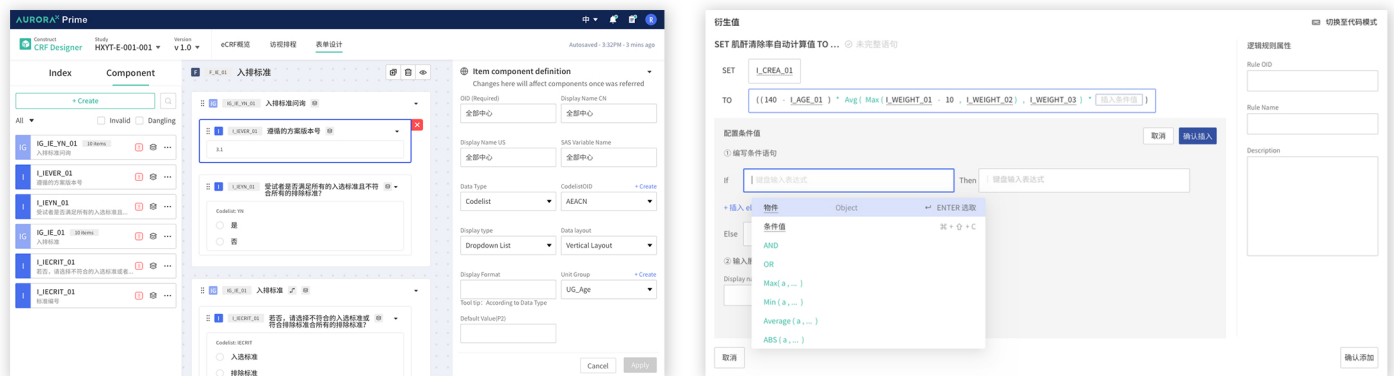 AURORA Prime
中
R
Construct
CRF Designer
Study
HXYT-E-001-001
Version
v 1.0
eCRF概览
访视排程
表单设计
Autosaved - 3:32PM - 3 mins ago
Index
Component
+ Create
All
Invalid
Dangling
IG
IG_IE_YN_01
10 items
入排标准问询
I
I_IEVER_01
遵循的方案版本号
I
I_IEYN_01
受试者是否满足所有的入选标准且不...
IG
IG_IE_01
10 items
入排标准
I
I_IECRIT_01
若否，请选择不符合的入选标准或者...
I
I_IECRIT_01
标准编号
F
F_IE_01
入排标准
IG
IG_IE_YN_01
入排标准问询
I
I_IEVER_01
遵循的方案版本号
3.1
I
I_IEYN_01
受试者是否满足所有的入选标准且不符
合所有的排除标准?
Codelist: YN
是
否
IG
IG_IE_01
入排标准
I
I_IECRIT_01
若否，请选择不符合的入选标准或
符合排除标准合所有的排除标准?
Codelist: IECRIT
入选标准
排除标准
Item component definition
Changes here will affect components once was referred
OID (Required)
Display Name CN
全部中心
全部中心
Display Name US
SAS Variable Name
全部中心
全部中心
Data Type
CodelistOID
+ Create
Codelist
AEACN
Display type
Data layout
Dropdown List
Vertical Layout
Display Format
Unit Group
+ Create
UG_Age
Tool tip：According to Data Type
Default Value(P2)
Cancel
Apply
衍生值
切换至代码模式
SET 肌酐清除率自动计算值 TO ...
未完整语句
SET
I_CREA_01
TO
((140 - I_AGE_01 ) * Avg( Max( I_WEIGHT_01 - 10 , I_WEIGHT_02) , I_WEIGHT_03 ) * 插入条件值 )
配置条件值
取消
确认插入
① 编写条件语句
If
键盘输入表达式
Then
键盘输入表达式
+ 插入 el
物件
Object
ENTER 选取
条件值
⌘ + ⇧ + C
AND
OR
Max( a , ... )
Min ( a , ... )
Average ( a , ... )
ABS ( a , ... )
Else
Display na
取消
确认添加
逻辑规则属性
Rule OID
Rule Name
Description